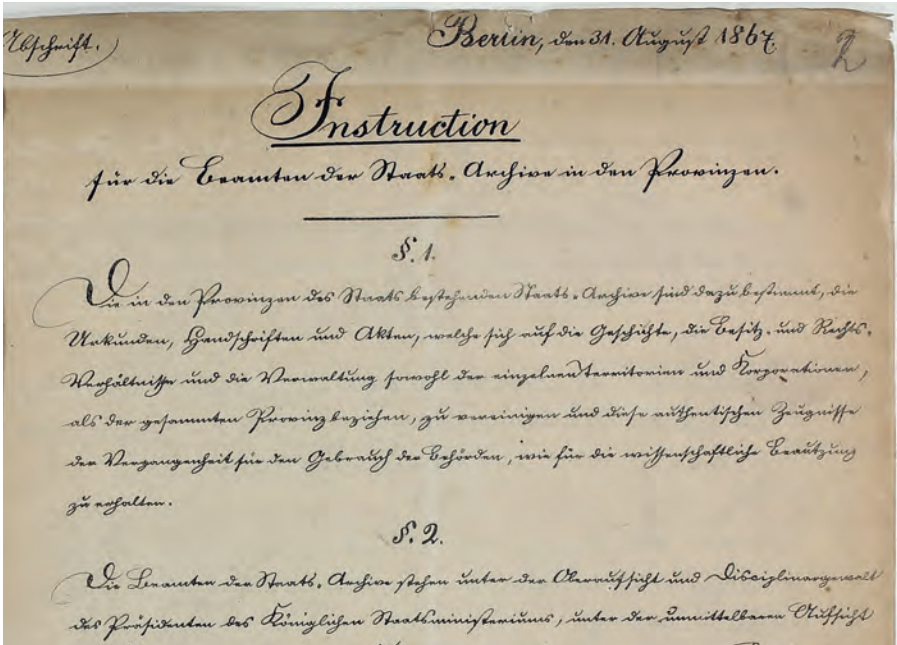 Abschrift.
Berlin, den 31. August 1867.
2
Instruction
für die Beamten der Staats-Archive in den Provinzen.
§. 1.
Die in den Provinzen des Staats bestehenden Staats-Archive sind dazu bestimmt, die
Urkunden, Handschriften und Akten, welche sich auf die Geschichte, die Besitz- und Rechts-
Verhältnisse und die Verwaltung sowohl der einzelnen Territorien und Korporationen,
als der gesammten Provinz beziehen, zu vereinigen und diese authentischen Zeugnisse
der Vergangenheit für den Gebrauch der Behörden, wie für die wissenschaftliche Benutzung
zu erhalten.
§. 2.
Die Beamten der Staats-Archive stehen unter der Oberaufsicht und Disciplinargewalt
des Präsidenten des Königlichen Staatsministeriums, unter der unmittelbaren Aufsicht